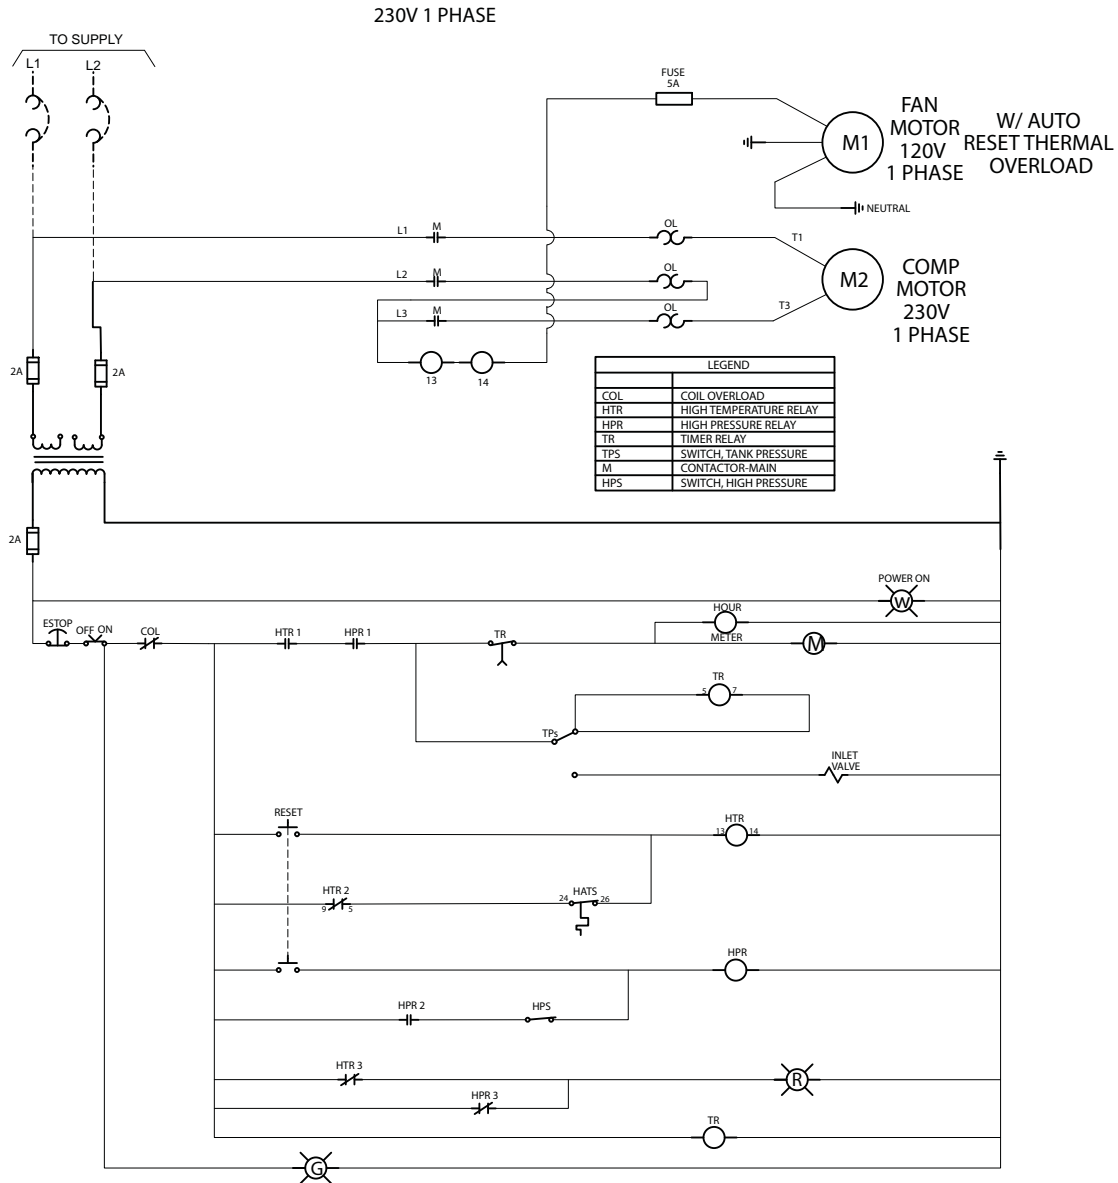 230V 1 PHASE
TO SUPPLY
L1
L2
FUSE
5A
M1
FAN
MOTOR
120V
1 PHASE
W/ AUTO
RESET THERMAL
OVERLOAD
NEUTRAL
L1
M
OL
T1
L2
M
OL
M2
COMP
MOTOR
230V
1 PHASE
L3
M
OL
T3
13
14
2A
2A
LEGEND
COL COIL OVERLOAD
HTR HIGH TEMPERATURE RELAY
HPR HIGH PRESSURE RELAY
TR TIMER RELAY
TPS SWITCH, TANK PRESSURE
M CONTACTOR-MAIN
HPS SWITCH, HIGH PRESSURE
2A
POWER ON
W
ESTOP
OFF ON
COL
HTR 1
HPR 1
TR
HOUR
METER
M
TR
5 7
TPs
INLET
VALVE
RESET
HTR
13 14
HTR 2
9 5
HATS
24 26
HPR
HPR 2
HPS
HTR 3
R
HPR 3
TR
G